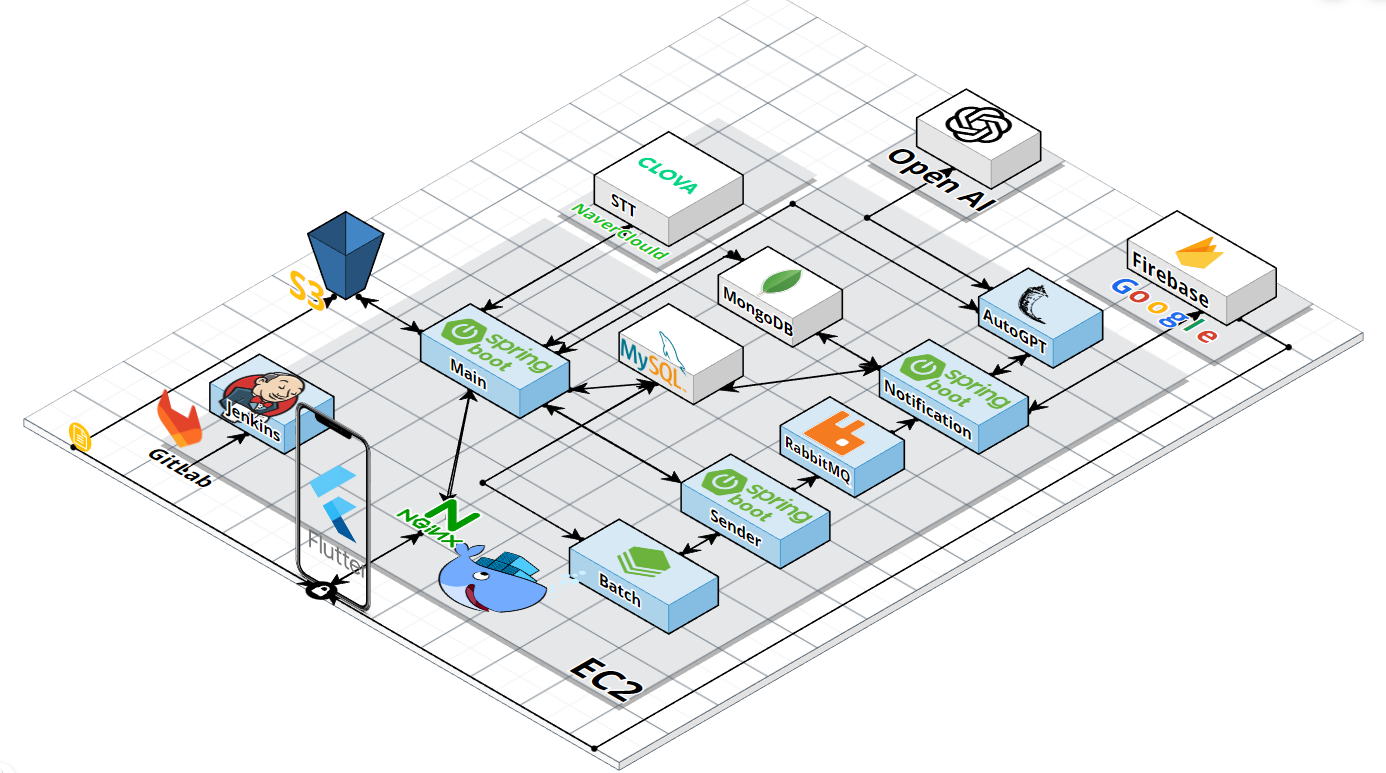 Open AI
CLOVA
STT
NaverClould
Firebase
Google
S3
MongoDB
AutoGPT
spring
boot
Main
MySQL
spring
boot
Notification
Jenkins
GitLab
RabbitMQ
spring
boot
Sender
NGiNX
Flutter
Batch
EC2